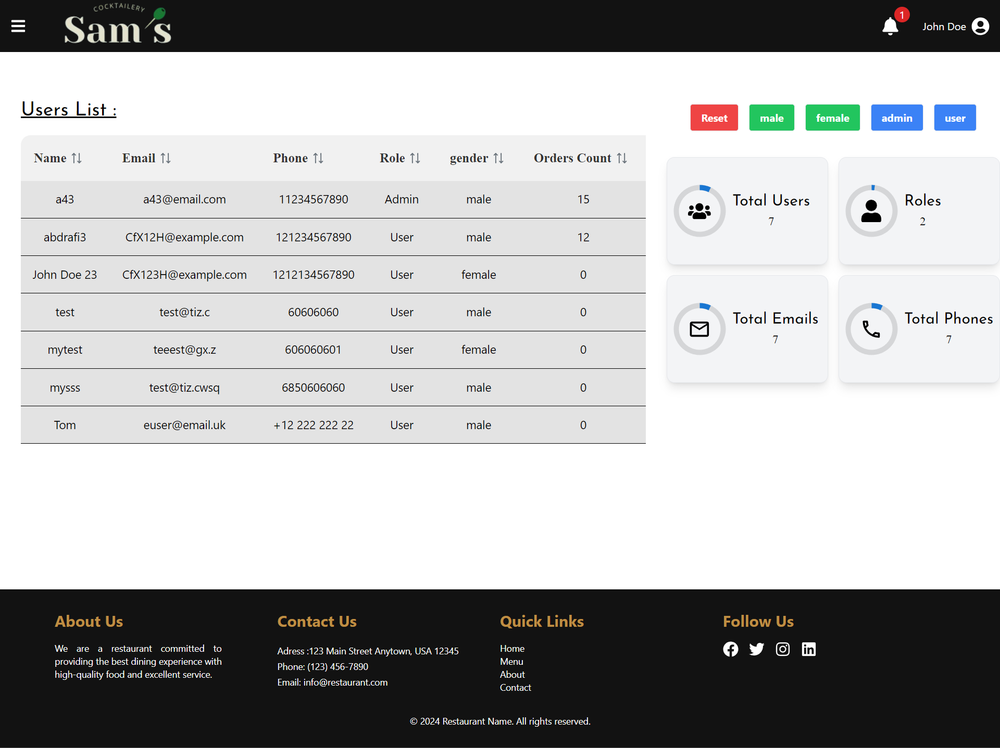 COCKTAILERY
Sam's
1
John Doe
Users List :
Reset male female admin user
Name Email Phone Role gender Orders Count
a43 a43@email.com 11234567890 Admin male 15
abdrafi3 CfX12H@example.com 121234567890 User male 12
John Doe 23 CfX123H@example.com 1212134567890 User female 0
test test@tiz.c 60606060 User male 0
mytest teeest@gx.z 606060601 User female 0
mysss test@tiz.cwsq 6850606060 User male 0
Tom euser@email.uk +12 222 222 22 User male 0
Total Users
7
Roles
2
Total Emails
7
Total Phones
7
About Us
We are a restaurant committed to
providing the best dining experience with
high-quality food and excellent service.
Contact Us
Adress :123 Main Street Anytown, USA 12345
Phone: (123) 456-7890
Email: info@restaurant.com
Quick Links
Home
Menu
About
Contact
Follow Us
© 2024 Restaurant Name. All rights reserved.